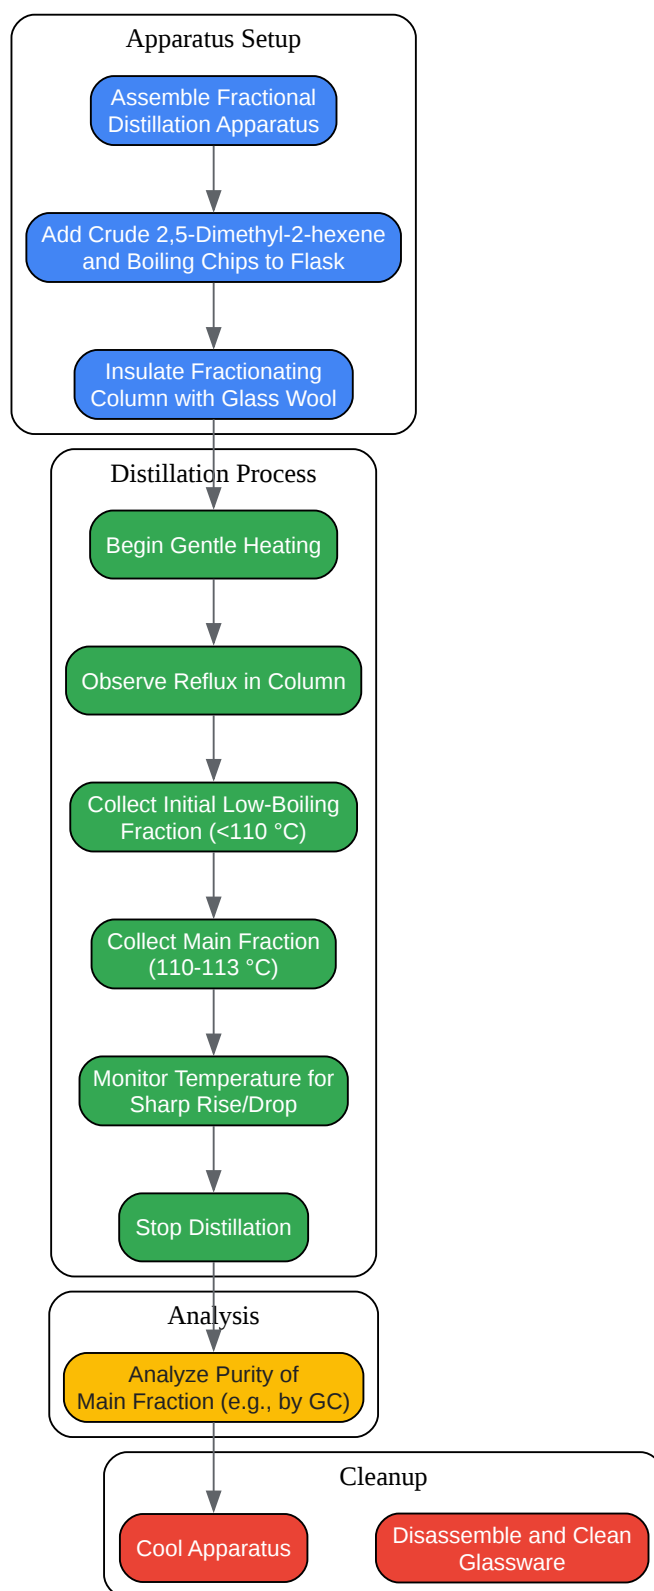 Apparatus Setup
Assemble Fractional
Distillation Apparatus
Add Crude 2,5-Dimethyl-2-hexene
and Boiling Chips to Flask
Insulate Fractionating
Column with Glass Wool
Distillation Process
Begin Gentle Heating
Observe Reflux in Column
Collect Initial Low-Boiling
Fraction (<110 °C)
Collect Main Fraction
(110-113 °C)
Monitor Temperature for
Sharp Rise/Drop
Stop Distillation
Analysis
Analyze Purity of
Main Fraction (e.g., by GC)
Cleanup
Cool Apparatus
Disassemble and Clean
Glassware